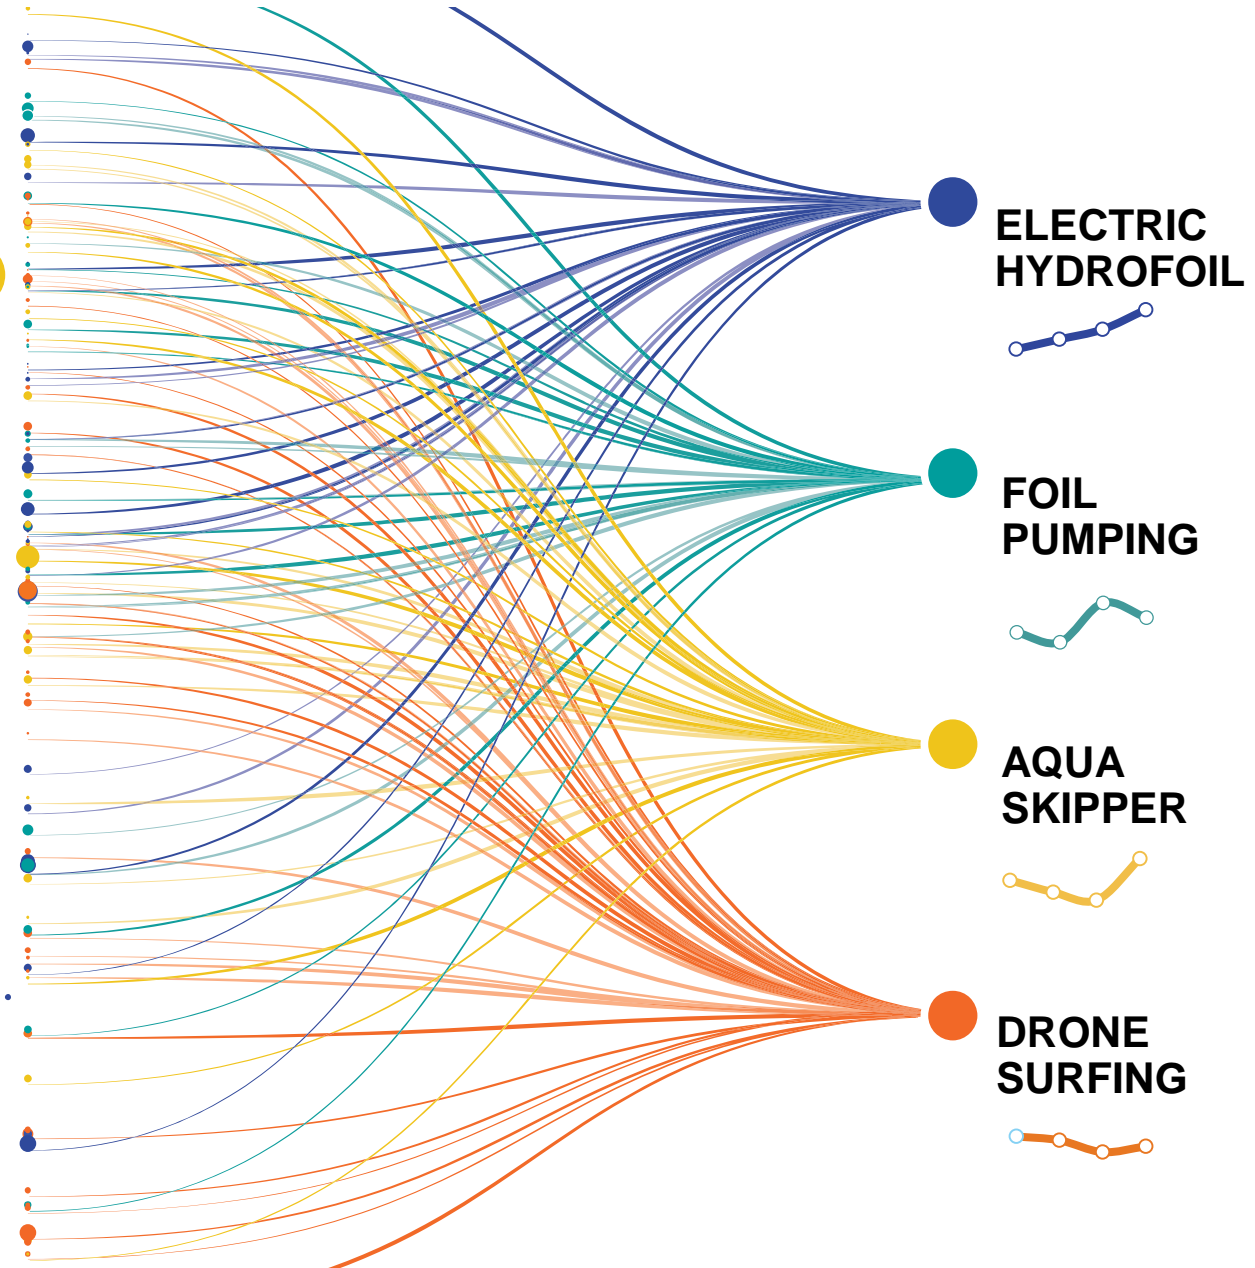 ELECTRIC
HYDROFOIL
FOIL
PUMPING
AQUA
SKIPPER
DRONE
SURFING